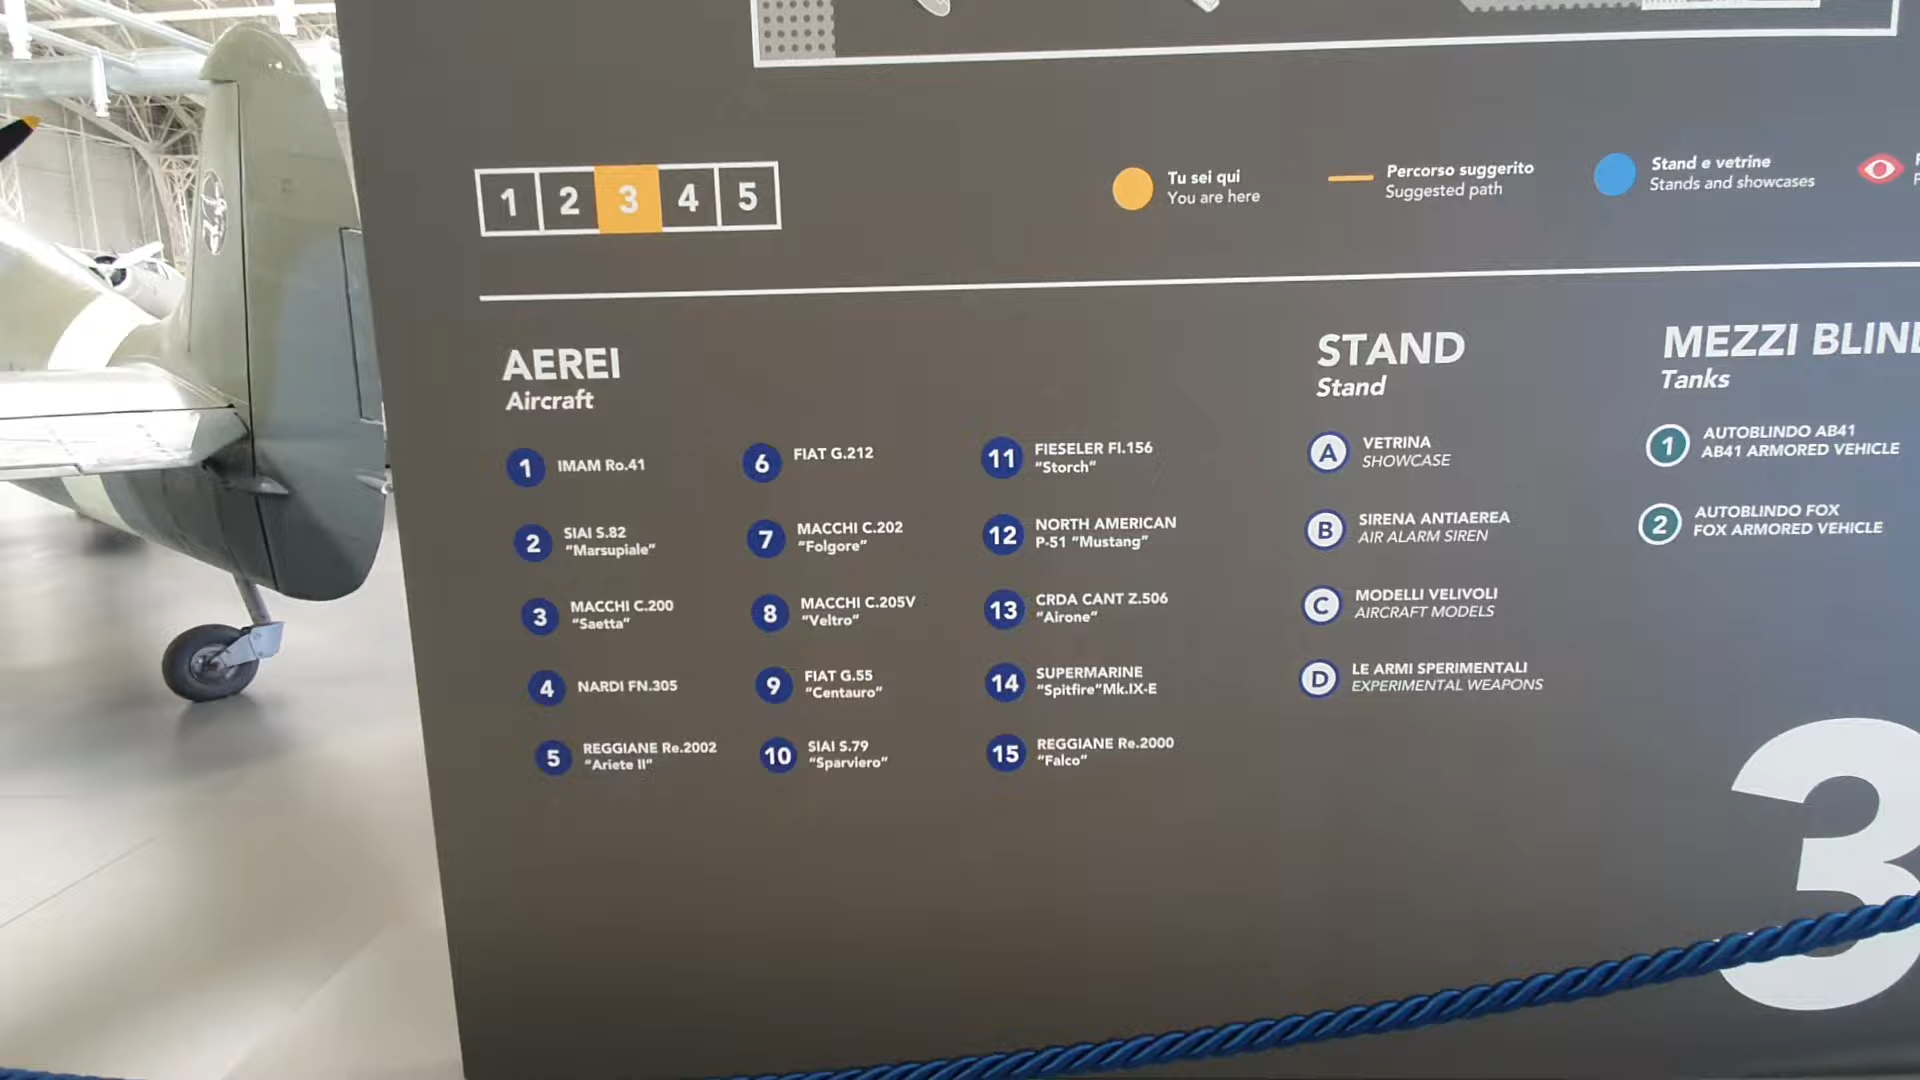 1 2 3 4 5
Tu sei qui
You are here
Percorso suggerito
Suggested path
Stand e vetrine
Stands and showcases
AEREI
Aircraft
1 IMAM Ro.41
2 SIAI S.82
"Marsupiale"
3 MACCHI C.200
"Saetta"
4 NARDI FN.305
5 REGGIANE Re.2002
"Ariete II"
6 FIAT G.212
7 MACCHI C.202
"Folgore"
8 MACCHI C.205V
"Veltro"
9 FIAT G.55
"Centauro"
10 SIAI S.79
"Sparviero"
11 FIESELER FI.156
"Storch"
12 NORTH AMERICAN
P-51 "Mustang"
13 CRDA CANT Z.506
"Airone"
14 SUPERMARINE
"Spitfire"Mk.IX-E
15 REGGIANE Re.2000
"Falco"
STAND
Stand
A VETRINA
SHOWCASE
B SIRENA ANTIAEREA
AIR ALARM SIREN
C MODELLI VELIVOLI
AIRCRAFT MODELS
D LE ARMI SPERIMENTALI
EXPERIMENTAL WEAPONS
MEZZI
Tanks
1 AUTOBLINDO AB41
AB41 ARMORED VEHICLE
2 AUTOBLINDO FOX
FOX ARMORED VEHICLE
3